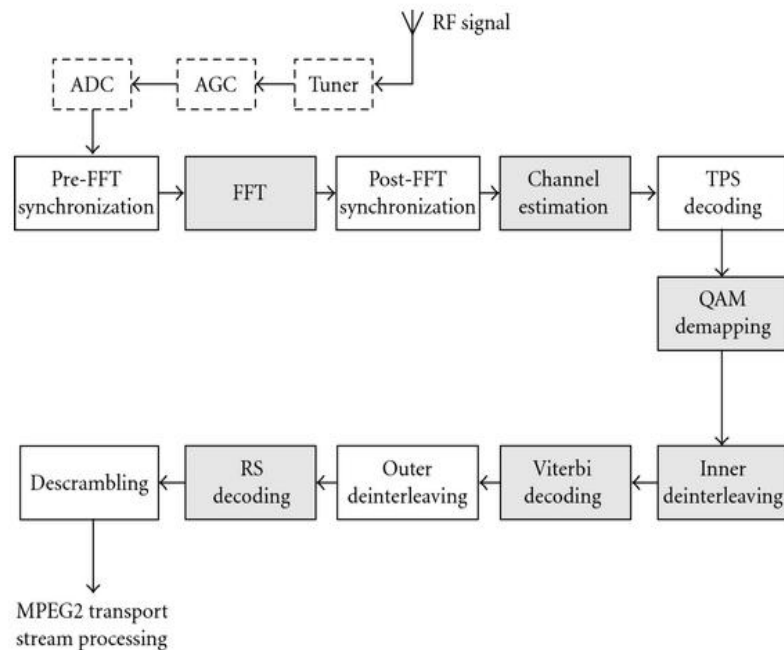 RF signal
ADC
AGC
Tuner
Pre-FFT
synchronization
FFT
Post-FFT
synchronization
Channel
estimation
TPS
decoding
QAM
demapping
Descrambling
RS
decoding
Outer
deinterleaving
Viterbi
decoding
Inner
deinterleaving
MPEG2 transport
stream processing